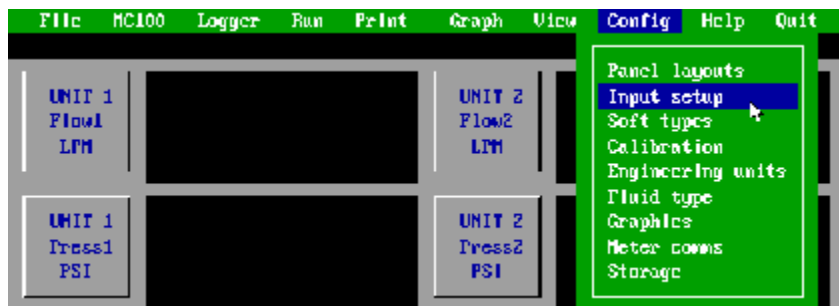 File MC100 Logger Run Print Graph View Config Help Quit
Panel layouts
UNIT 1 UNIT 2 Input setup
Flow1 Flow2 Soft types
LPM LPM Calibration
Engineering units
Fluid type
UNIT 1 UNIT 2 Graphics
Press1 Press2 Meter comms
PSI PSI Storage